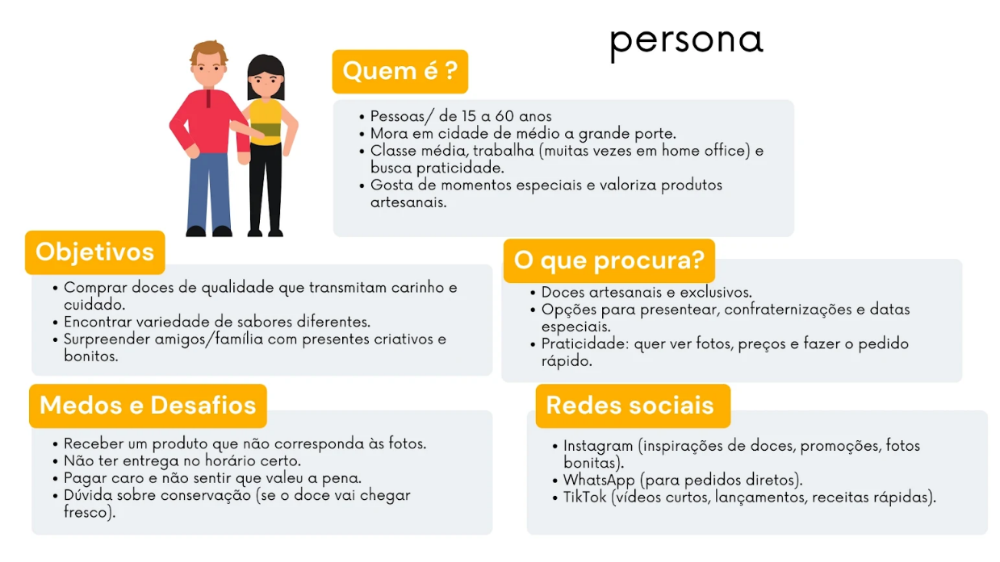 persona
Quem é ?
• Pessoas/ de 15 a 60 anos
• Mora em cidade de médio a grande porte.
• Classe média, trabalha (muitas vezes em home office) e
busca praticidade.
• Gosta de momentos especiais e valoriza produtos
artesanais.
Objetivos
• Comprar doces de qualidade que transmitam carinho e
cuidado.
• Encontrar variedade de sabores diferentes.
• Surpreender amigos/família com presentes criativos e
bonitos.
O que procura?
• Doces artesanais e exclusivos.
• Opções para presentear, confraternizações e datas
especiais.
• Praticidade: quer ver fotos, preços e fazer o pedido
rápido.
Medos e Desafios
• Receber um produto que não corresponda às fotos.
• Não ter entrega no horário certo.
• Pagar caro e não sentir que valeu a pena.
• Dúvida sobre conservação (se o doce vai chegar
fresco).
Redes sociais
• Instagram (inspirações de doces, promoções, fotos
bonitas).
• WhatsApp (para pedidos diretos).
• TikTok (vídeos curtos, lançamentos, receitas rápidas).